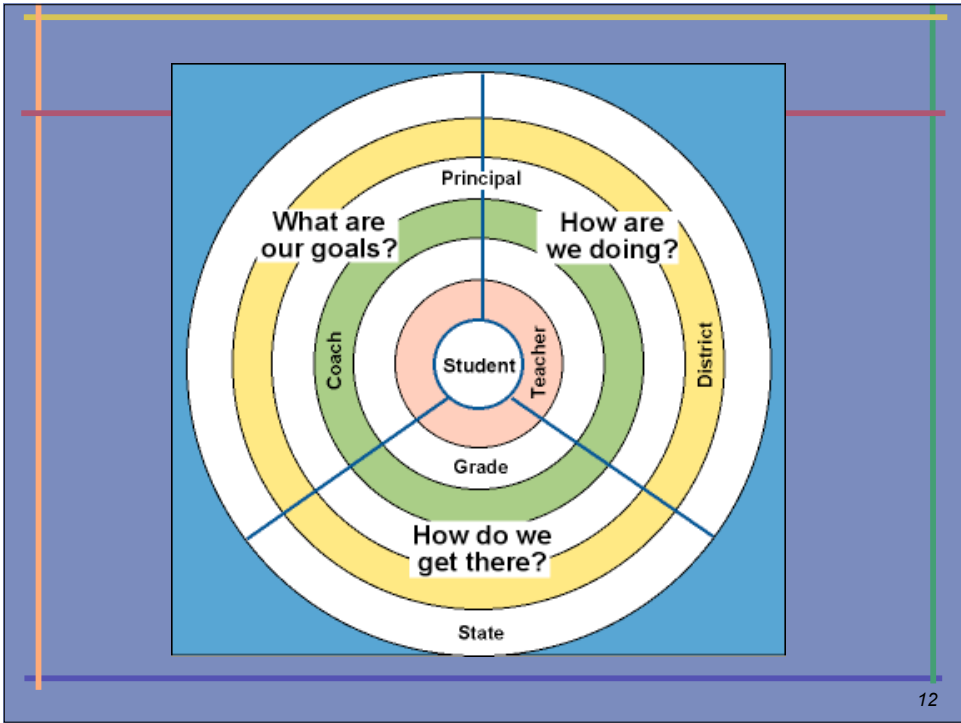 Principal
What are
our goals?
How are
we doing?
Coach
Student
Teacher
District
Grade
How do we
get there?
State
12